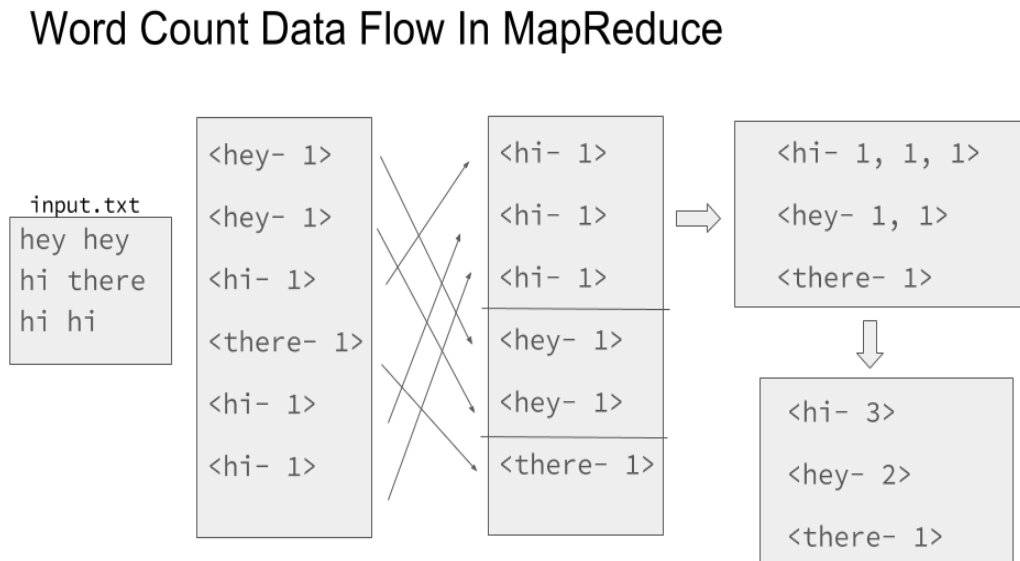 Word Count Data Flow In MapReduce
input.txt
hey hey
hi there
hi hi
<hey- 1>
<hey- 1>
<hi- 1>
<there- 1>
<hi- 1>
<hi- 1>
<hi- 1>
<hi- 1>
<hi- 1>
<hey- 1>
<hey- 1>
<there- 1>
<hi- 1, 1, 1>
<hey- 1, 1>
<there- 1>
<hi- 3>
<hey- 2>
<there- 1>